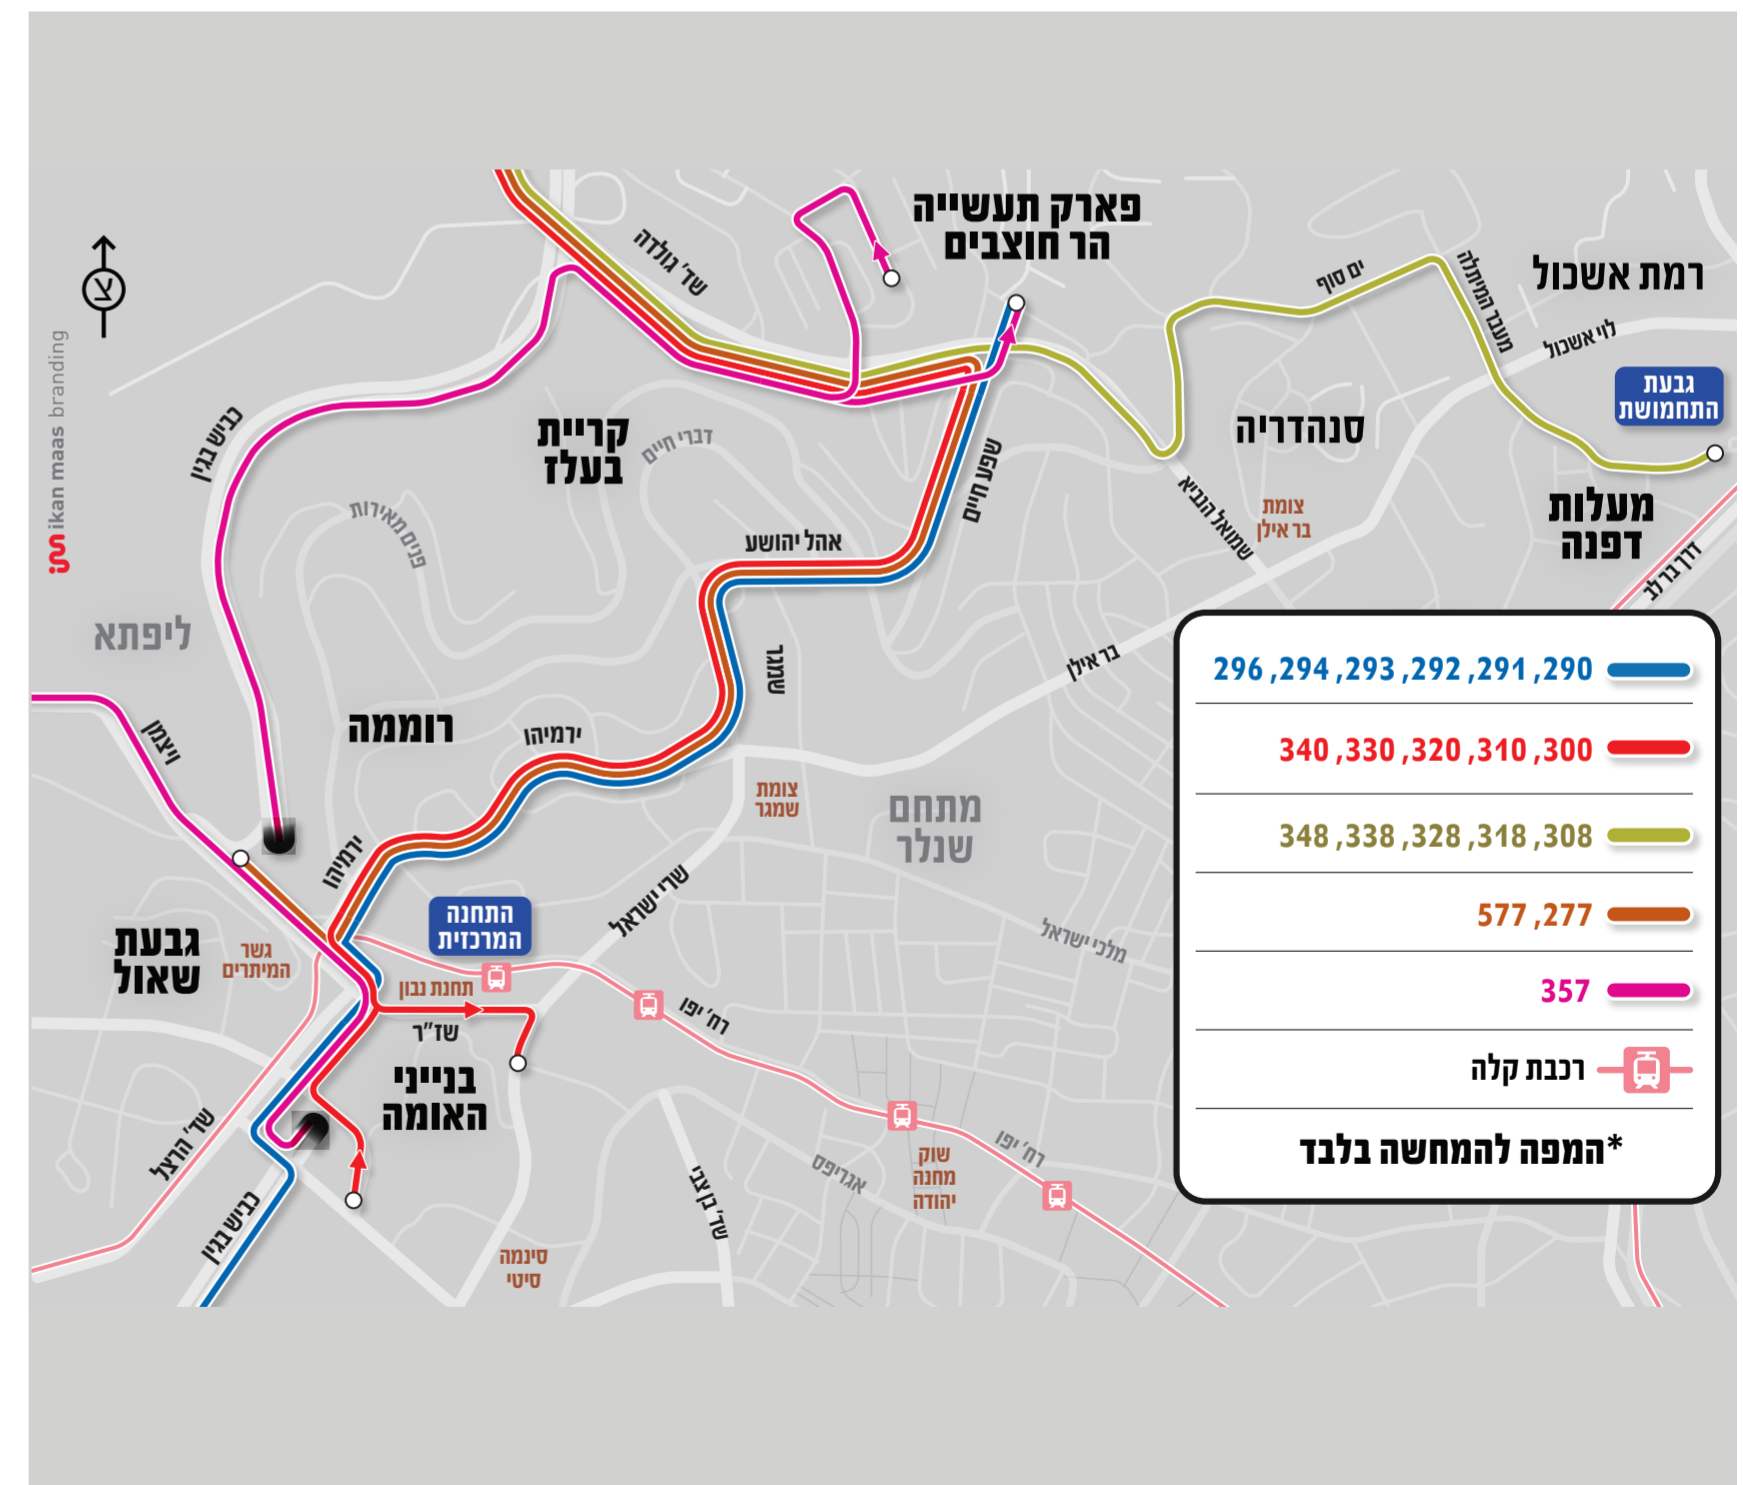 פארק תעשייה
הר חוצבים
שד' גולדה
ים סוף
מעבר המיתלה
רמת אשכול
לוי אשכול
גבעת
התחמושת
סנהדריה
קריית
בעלז
דברי חיים
כביש בגין
פנים מאירות
שפע חיים
אהל יהושע
שמואל הנביא
צומת
בר אילן
מעלות
דפנה
דרך בר לב
ikan maas branding
ליפתא
שמגר
בר אילן
רוממה
ירמיהו
ויצמן
צומת
שמגר
מתחם
שנלר
ירמיהו
שרי ישראל
התחנה
המרכזית
גבעת
שאול
גשר
המיתרים
מלכי ישראל
תחנת נבון
שז"ר
רח' יפו
בנייני
האומה
שד' הרצל
כביש בגין
סינמה
סיטי
שד' בן צבי
אגריפס
שוק
מחנה
יהודה
רח' יפו
290, 291, 292, 293, 294, 296
300, 310, 320, 330, 340
308, 318, 328, 338, 348
277, 577
357
רכבת קלה
*המפה להמחשה בלבד
צ